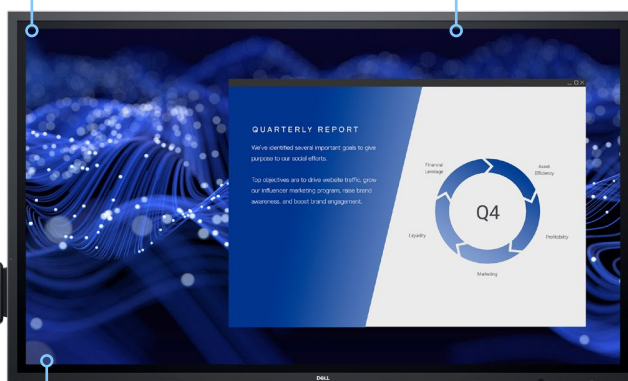 QUARTERLY REPORT
We've identified several important goals to give
purpose to our social efforts.
Top objectives are to drive website traffic, grow
our influencer marketing program, raise brand
awareness, and boost brand engagement.
Financial
Leverage
Asset
Efficiency
Q4
Liquidity
Profitability
Marketing
DELL